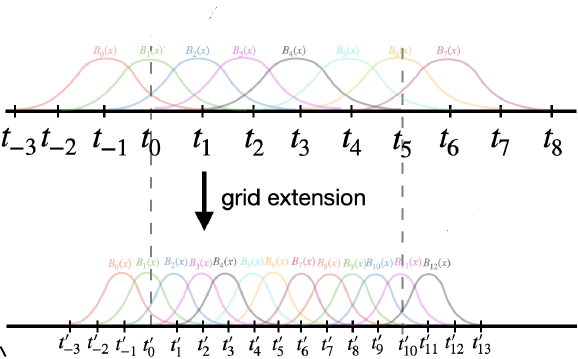 B₀(x) B₁(x) B₂(x) B₃(x) B₄(x) B₅(x) B₆(x) B₇(x)
t₋₃ t₋₂ t₋₁ t₀ t₁ t₂ t₃ t₄ t₅ t₆ t₇ t₈
grid extension
B₀(x) B₁(x) B₂(x) B₃(x) B₄(x) B₅(x) B₆(x) B₇(x) B₈(x) B₉(x) B₁₀(x) B₁₁(x) B₁₂(x)
t′₋₃ t′₋₂ t′₋₁ t′₀ t′₁ t′₂ t′₃ t′₄ t′₅ t′₆ t′₇ t′₈ t′₉ t′₁₀ t′₁₁ t′₁₂ t′₁₃